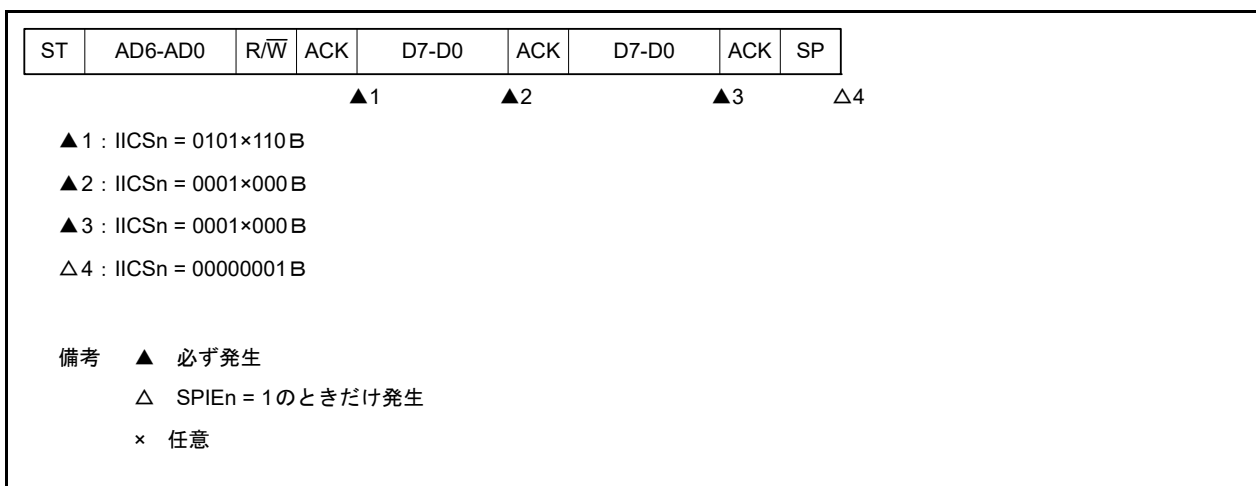 ST AD6-AD0 R/W̅ ACK D7-D0 ACK D7-D0 ACK SP
▲1 ▲2 ▲3 △4
▲1 : IICSn = 0101×110B
▲2 : IICSn = 0001×000B
▲3 : IICSn = 0001×000B
△4 : IICSn = 00000001B
備考 ▲ 必ず発生
△ SPIEn = 1のときだけ発生
× 任意